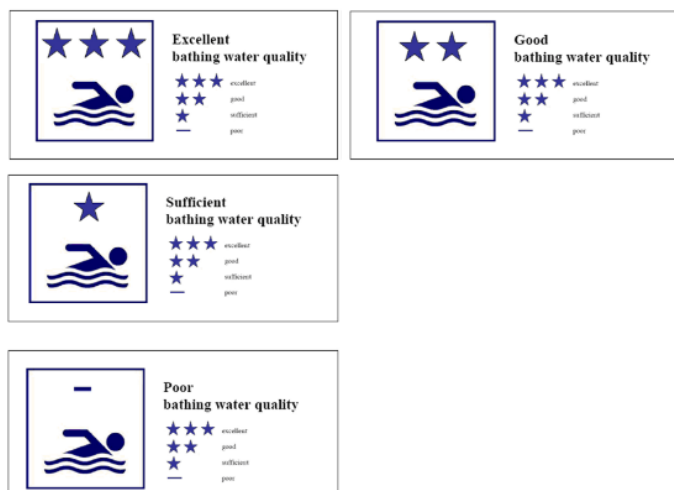 Excellent
bathing water quality
excellent
good
sufficient
poor
Good
bathing water quality
excellent
good
sufficient
poor
Sufficient
bathing water quality
excellent
good
sufficient
poor
Poor
bathing water quality
excellent
good
sufficient
poor